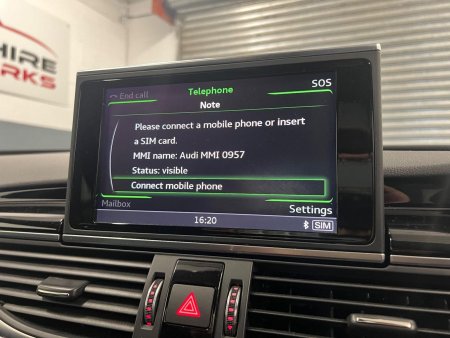 HIRE
RKS
End call
Telephone
SOS
Note
Please connect a mobile phone or insert
a SIM card.
MMI name: Audi MMI 0957
Status: visible
Connect mobile phone
Mailbox
Settings
16:20
SIM